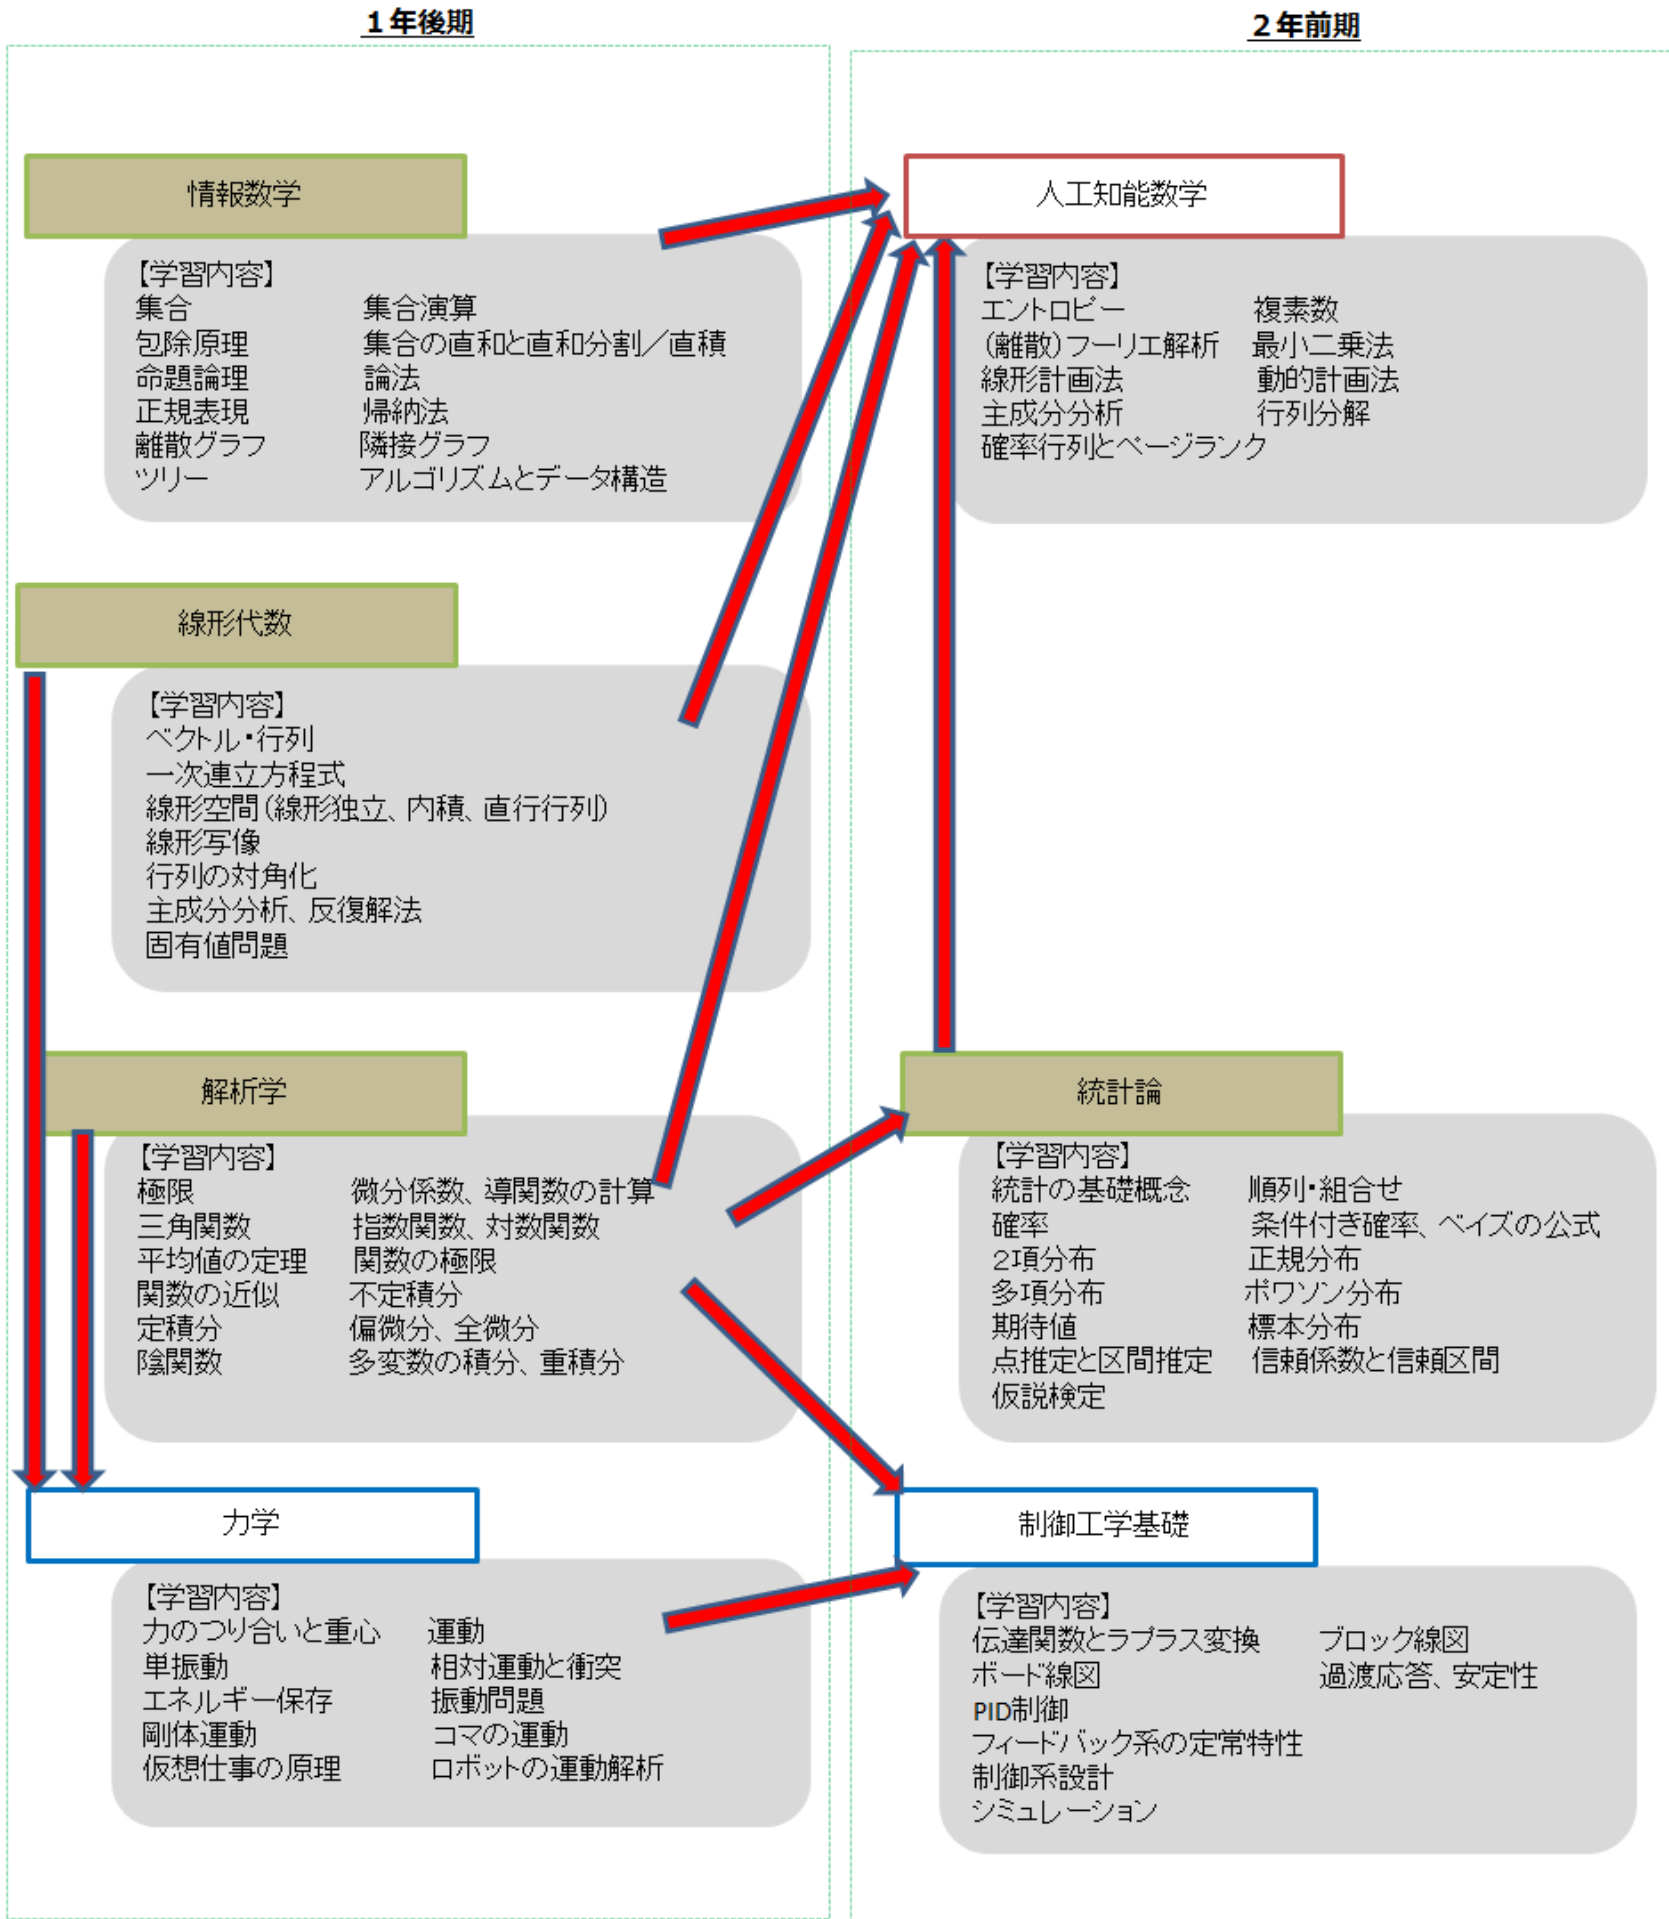 １年後期
情報数学
【学習内容】
集合 集合演算
包除原理 集合の直和と直和分割／直積
命題論理 論法
正規表現 帰納法
離散グラフ 隣接グラフ
ツリー アルゴリズムとデータ構造
線形代数
【学習内容】
ベクトル・行列
一次連立方程式
線形空間（線形独立、内積、直行行列）
線形写像
行列の対角化
主成分分析、反復解法
固有値問題
解析学
【学習内容】
極限 微分係数、導関数の計算
三角関数 指数関数、対数関数
平均値の定理 関数の極限
関数の近似 不定積分
定積分 偏微分、全微分
陰関数 多変数の積分、重積分
力学
【学習内容】
力のつり合いと重心 運動
単振動 相対運動と衝突
エネルギー保存 振動問題
剛体運動 コマの運動
仮想仕事の原理 ロボットの運動解析
２年前期
人工知能数学
【学習内容】
エントロピー 複素数
（離散）フーリエ解析 最小二乗法
線形計画法 動的計画法
主成分分析 行列分解
確率行列とページランク
統計論
【学習内容】
統計の基礎概念 順列・組合せ
確率 条件付き確率、ベイズの公式
２項分布 正規分布
多項分布 ポワソン分布
期待値 標本分布
点推定と区間推定 信頼係数と信頼区間
仮説検定
制御工学基礎
【学習内容】
伝達関数とラプラス変換 ブロック線図
ボード線図 過渡応答、安定性
PID制御
フィードバック系の定常特性
制御系設計
シミュレーション